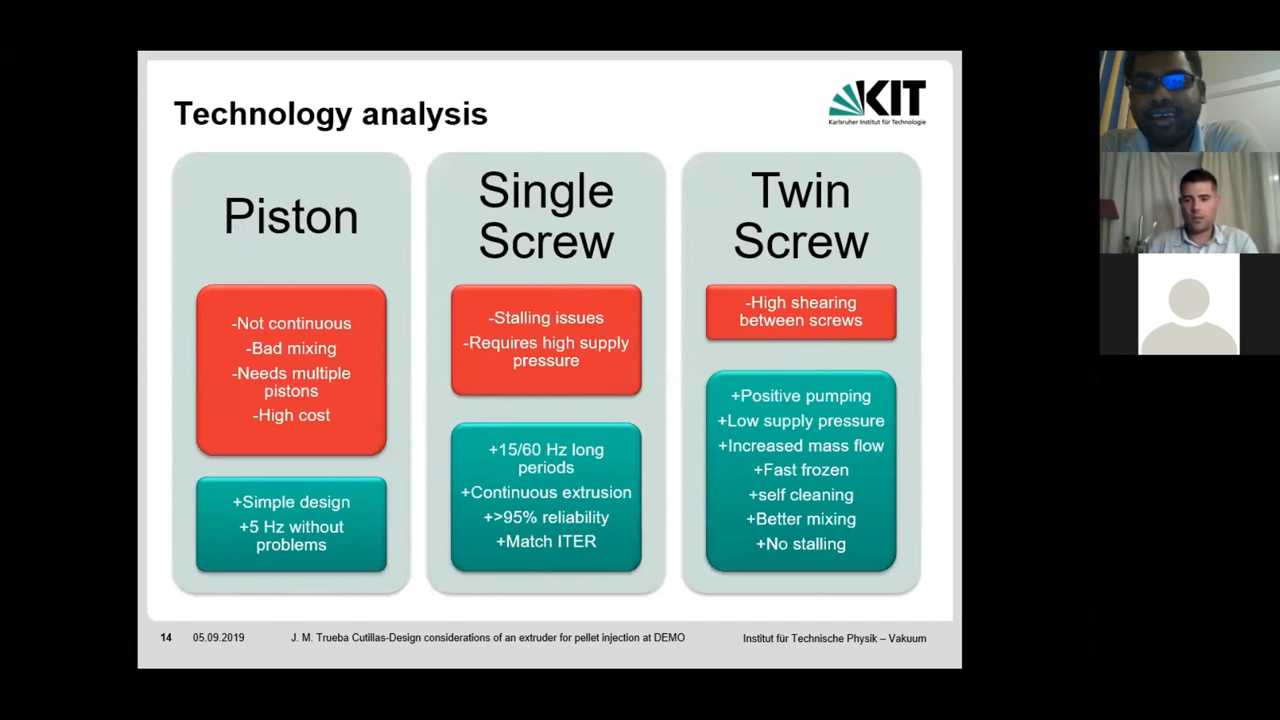 Technology analysis
KIT
Karlsruher Institut für Technologie
Piston
-Not continuous
-Bad mixing
-Needs multiple
pistons
-High cost
+Simple design
+5 Hz without
problems
Single
Screw
-Stalling issues
-Requires high supply
pressure
+15/60 Hz long
periods
+Continuous extrusion
+>95% reliability
+Match ITER
Twin
Screw
-High shearing
between screws
+Positive pumping
+Low supply pressure
+Increased mass flow
+Fast frozen
+self cleaning
+Better mixing
+No stalling
14 05.09.2019 J. M. Trueba Cutillas-Design considerations of an extruder for pellet injection at DEMO Institut für Technische Physik – Vakuum